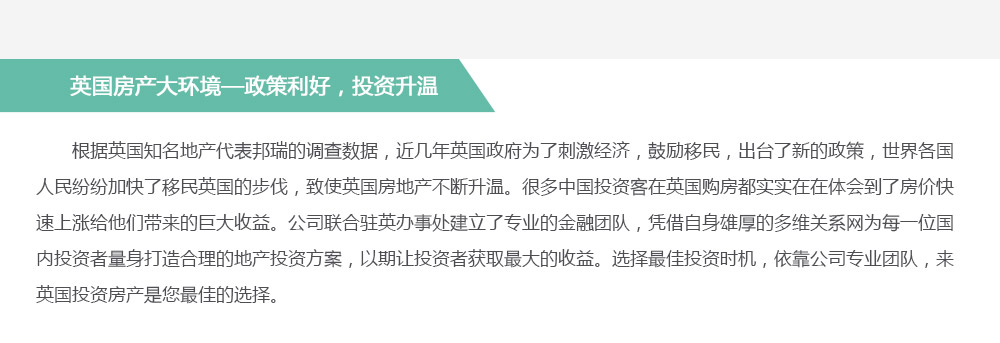 英国房产大环境—政策利好，投资升温
根据英国知名地产代表邦瑞的调查数据，近几年英国政府为了刺激经济，鼓励移民，出台了新的政策，世界各国
人民纷纷加快了移民英国的步伐，致使英国房地产不断升温。很多中国投资客在英国购房都实实在在体会到了房价快
速上涨给他们带来的巨大收益。公司联合驻英办事处建立了专业的金融团队，凭借自身雄厚的多维关系网为每一位国
内投资者量身打造合理的地产投资方案，以期让投资者获取最大的收益。选择最佳投资时机，依靠公司专业团队，来
英国投资房产是您最佳的选择。